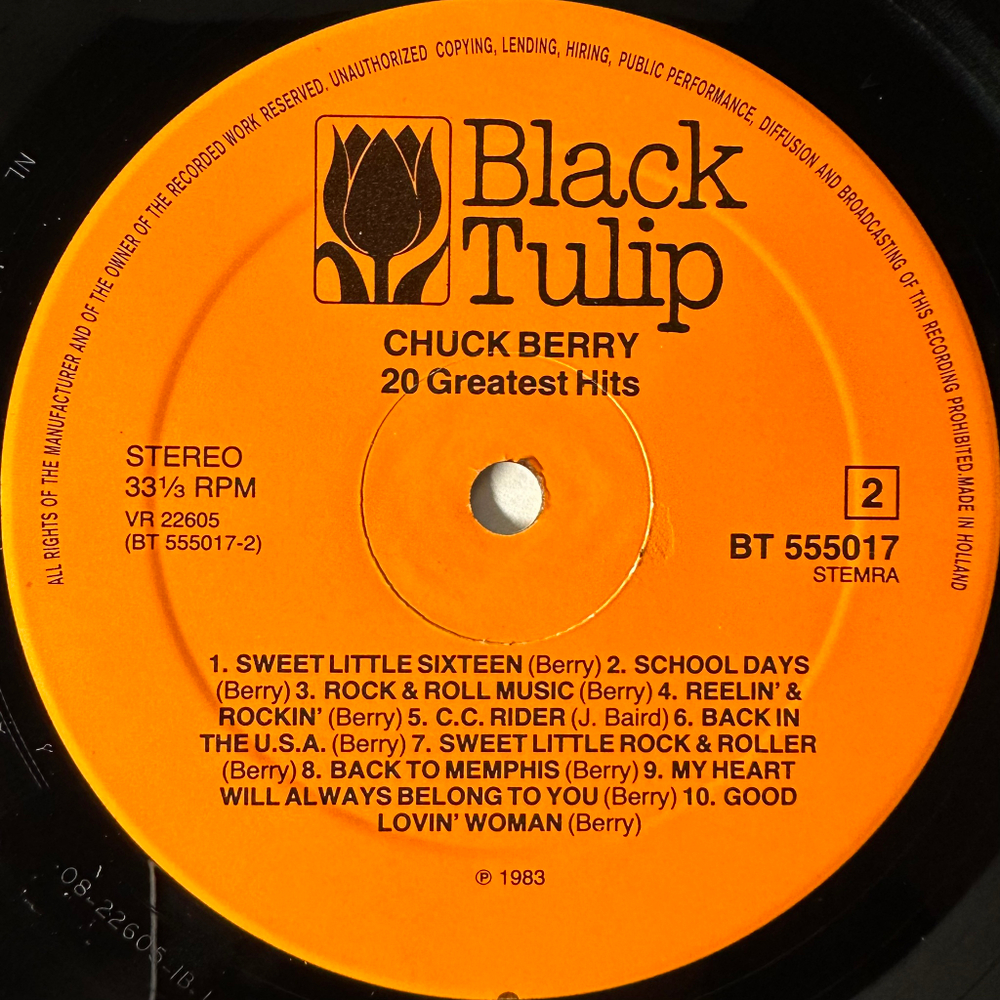 ALL RIGHTS OF THE MANUFACTURER AND OF THE OWNER OF THE RECORDED WORK RESERVED. UNAUTHORIZED COPYING, LENDING, HIRING, PUBLIC PERFORMANCE, DIFFUSION AND BROADCASTING OF THIS RECORDING PROHIBITED. MADE IN HOLLAND
Black
Tulip
CHUCK BERRY
20 Greatest Hits
STEREO
33⅓ RPM
VR 22605
(BT 555017-2)
2
BT 555017
STEMRA
1. SWEET LITTLE SIXTEEN (Berry) 2. SCHOOL DAYS
(Berry) 3. ROCK & ROLL MUSIC (Berry) 4. REELIN' &
ROCKIN' (Berry) 5. C.C. RIDER (J. Baird) 6. BACK IN
THE U.S.A. (Berry) 7. SWEET LITTLE ROCK & ROLLER
(Berry) 8. BACK TO MEMPHIS (Berry) 9. MY HEART
WILL ALWAYS BELONG TO YOU (Berry) 10. GOOD
LOVIN' WOMAN (Berry)
℗ 1983
NL
08-22605-1B-1